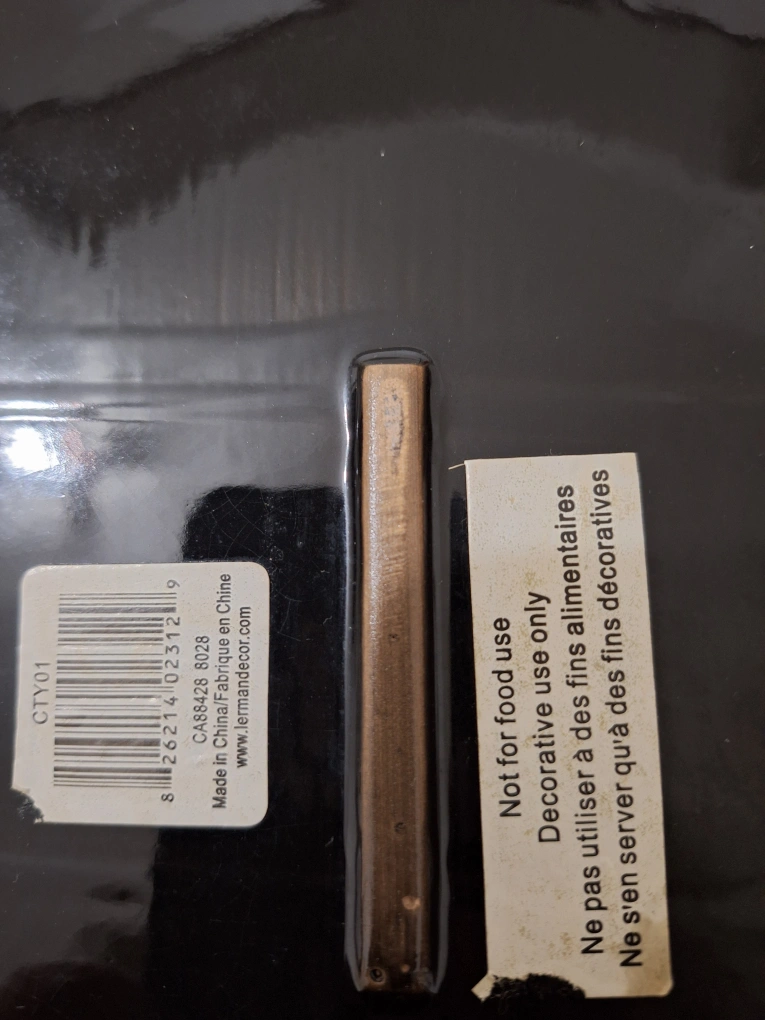 CTY01
8 26214 02312 9
CA88428 8028
Made in China/Fabrique en Chine
www.lermandecor.com
Not for food use
Decorative use only
Ne pas utiliser à des fins alimentaires
Ne s'en server qu'à des fins décoratives